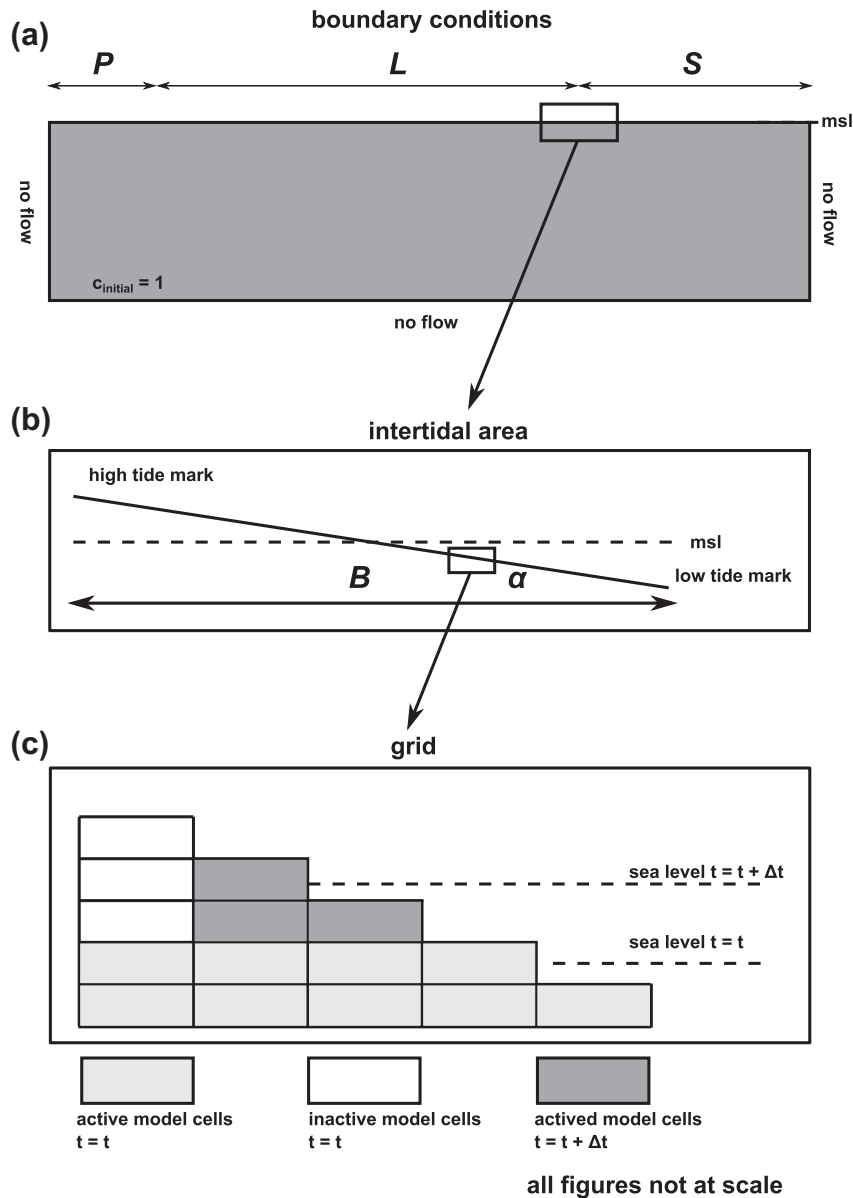 boundary conditions
(a)
P
L
S
msl
no flow
no flow
c_initial = 1
no flow
(b)
intertidal area
high tide mark
msl
B
α
low tide mark
(c)
grid
sea level t = t + Δt
sea level t = t
active model cells
t = t
inactive model cells
t = t
actived model cells
t = t + Δt
all figures not at scale